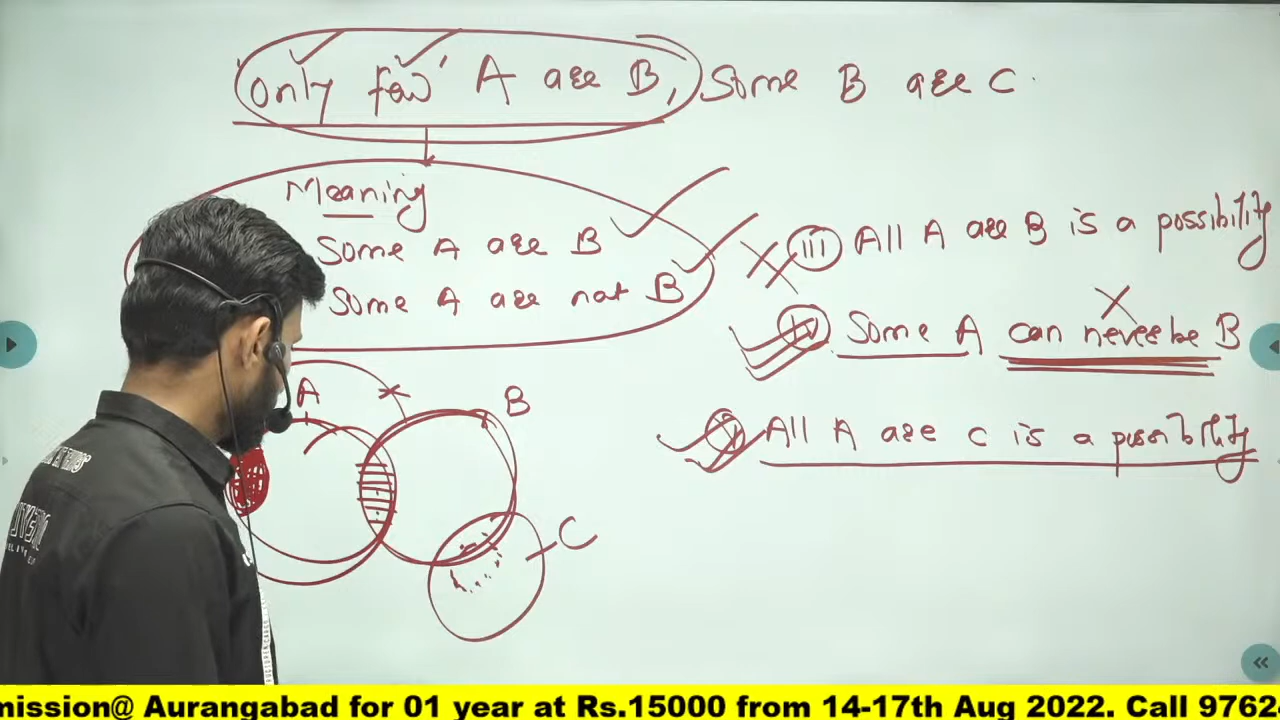 Only few A are B, Some B are C
Meaning
Some A are B
Some A are not B
iii All A are B is a possibility
iv Some A can never be B
v All A are C is a possibility
A
B
C
mission@ Aurangabad for 01 year at Rs.15000 from 14-17th Aug 2022. Call 9762